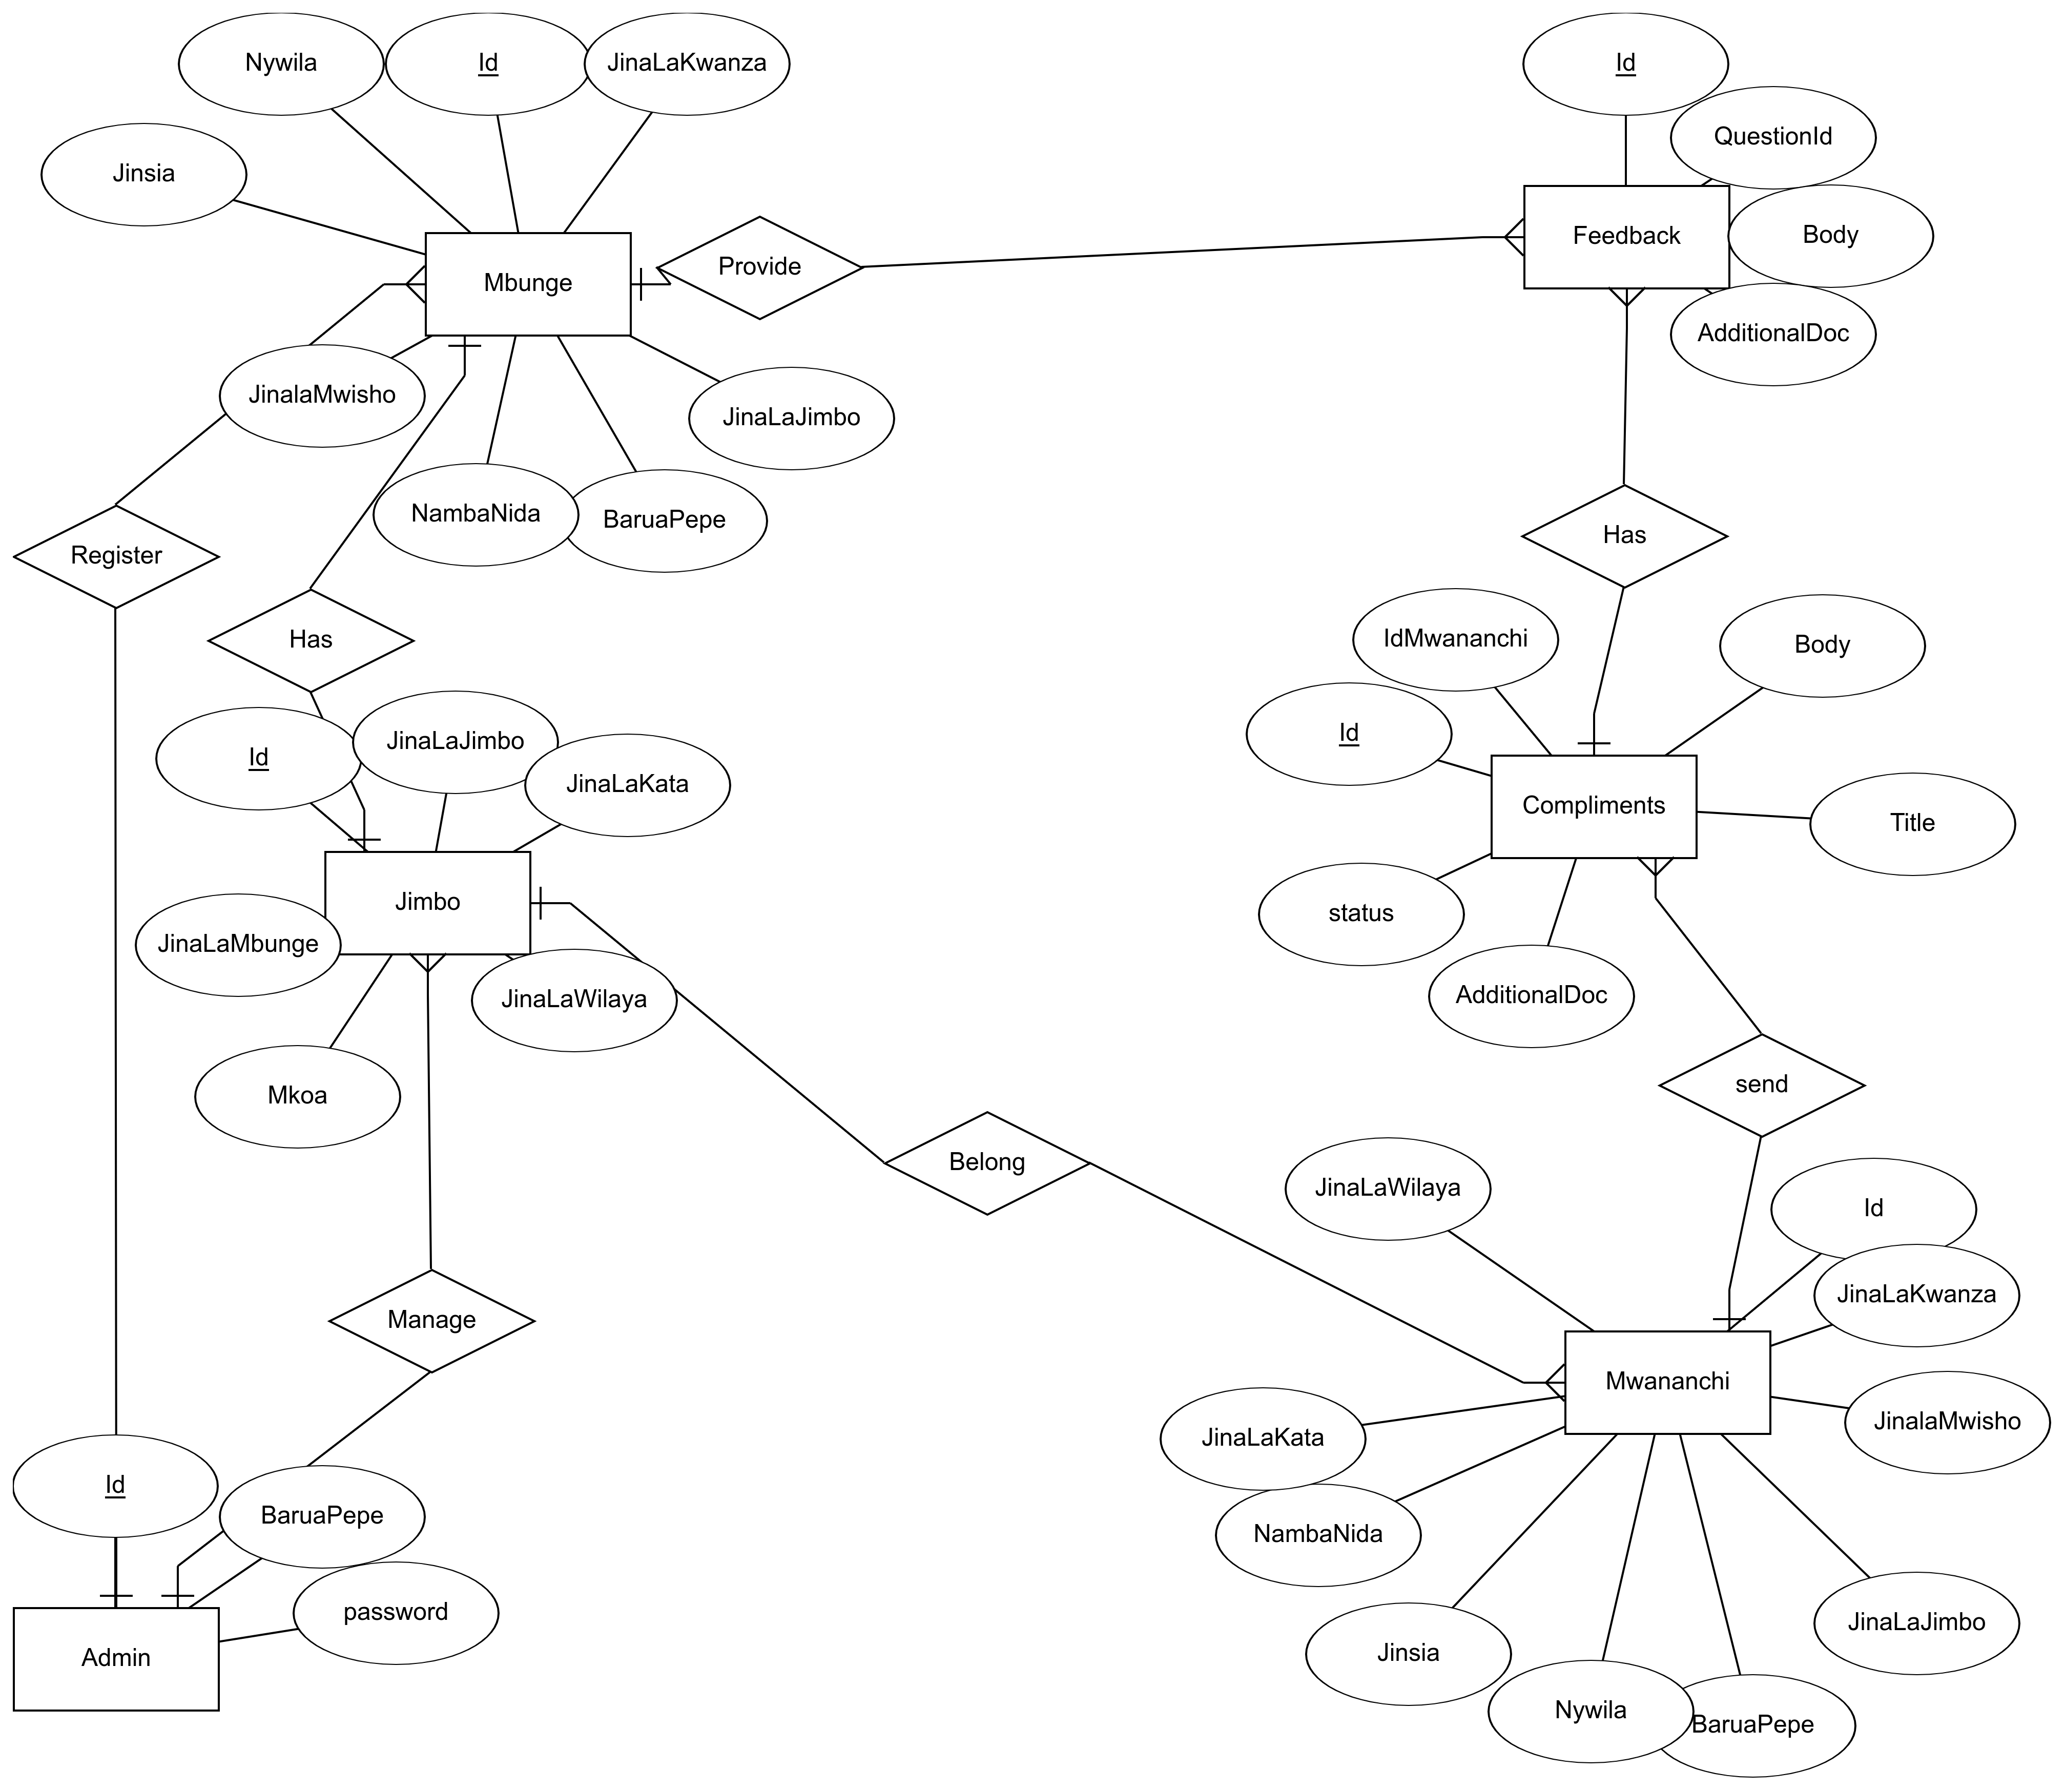 Nywila
Id
JinaLaKwanza
Id
QuestionId
Jinsia
Feedback
Body
Provide
Mbunge
AdditionalDoc
JinalaMwisho
JinaLaJimbo
NambaNida
BaruaPepe
Has
Register
Has
IdMwananchi
Body
Id
JinaLaJimbo
Id
JinaLaKata
Compliments
Title
Jimbo
status
JinaLaMbunge
JinaLaWilaya
AdditionalDoc
send
Mkoa
Belong
JinaLaWilaya
Id
JinaLaKwanza
Manage
Mwananchi
JinalaMwisho
JinaLaKata
Id
BaruaPepe
NambaNida
password
JinaLaJimbo
Admin
Jinsia
Nywila
BaruaPepe